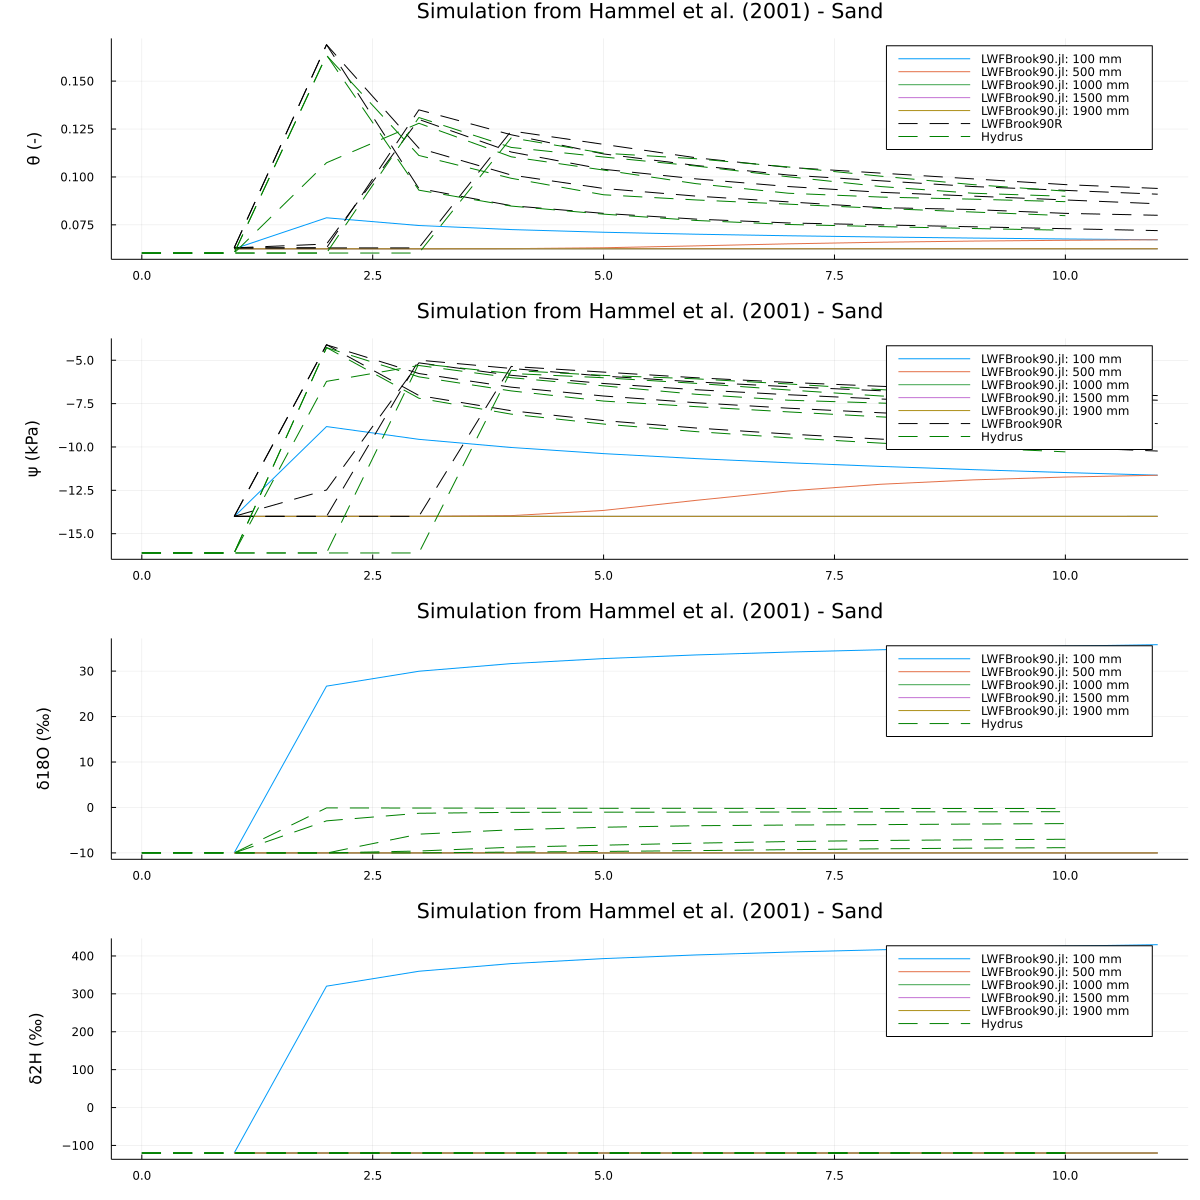 Simulation from Hammel et al. (2001) - Sand
θ (-)
0.150
0.125
0.100
0.075
LWFBrook90.jl: 100 mm
LWFBrook90.jl: 500 mm
LWFBrook90.jl: 1000 mm
LWFBrook90.jl: 1500 mm
LWFBrook90.jl: 1900 mm
LWFBrook90R
Hydrus
0.0 2.5 5.0 7.5 10.0
Simulation from Hammel et al. (2001) - Sand
ψ (kPa)
−5.0
−7.5
−10.0
−12.5
−15.0
LWFBrook90.jl: 100 mm
LWFBrook90.jl: 500 mm
LWFBrook90.jl: 1000 mm
LWFBrook90.jl: 1500 mm
LWFBrook90.jl: 1900 mm
LWFBrook90R
Hydrus
0.0 2.5 5.0 7.5 10.0
Simulation from Hammel et al. (2001) - Sand
δ18O (‰)
30
20
10
0
−10
LWFBrook90.jl: 100 mm
LWFBrook90.jl: 500 mm
LWFBrook90.jl: 1000 mm
LWFBrook90.jl: 1500 mm
LWFBrook90.jl: 1900 mm
Hydrus
0.0 2.5 5.0 7.5 10.0
Simulation from Hammel et al. (2001) - Sand
δ2H (‰)
400
300
200
100
0
−100
LWFBrook90.jl: 100 mm
LWFBrook90.jl: 500 mm
LWFBrook90.jl: 1000 mm
LWFBrook90.jl: 1500 mm
LWFBrook90.jl: 1900 mm
Hydrus
0.0 2.5 5.0 7.5 10.0